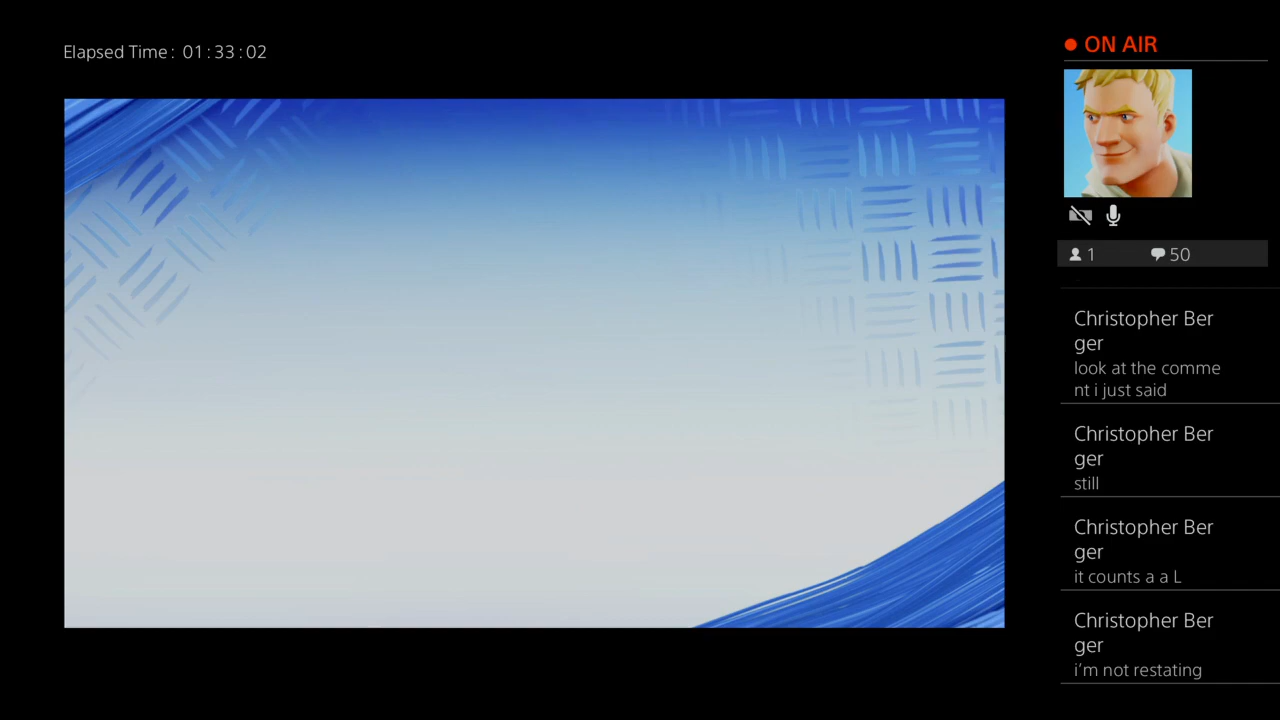 Elapsed Time: 01:33:02
ON AIR
1 50
Christopher Ber
ger
look at the comme
nt i just said
Christopher Ber
ger
still
Christopher Ber
ger
it counts a a L
Christopher Ber
ger
i'm not restating